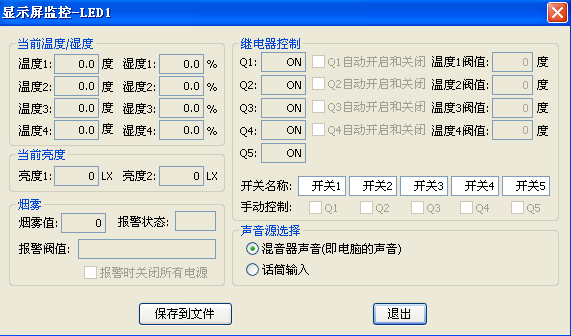 显示屏监控-LED1
当前温度/湿度
温度1: 0.0 度 湿度1: 0.0 %
温度2: 0.0 度 湿度2: 0.0 %
温度3: 0.0 度 湿度3: 0.0 %
温度4: 0.0 度 湿度4: 0.0 %
当前亮度
亮度1: 0 LX 亮度2: 0 LX
烟雾
烟雾值: 0 报警状态:
报警阀值:
报警时关闭所有电源
继电器控制
Q1: ON Q1自动开启和关闭 温度1阀值: 0 度
Q2: ON Q2自动开启和关闭 温度2阀值: 0 度
Q3: ON Q3自动开启和关闭 温度3阀值: 0 度
Q4: ON Q4自动开启和关闭 温度4阀值: 0 度
Q5: ON
开关名称: 开关1 开关2 开关3 开关4 开关5
手动控制: Q1 Q2 Q3 Q4 Q5
声音源选择
混音器声音(即电脑的声音)
话筒输入
保存到文件 退出